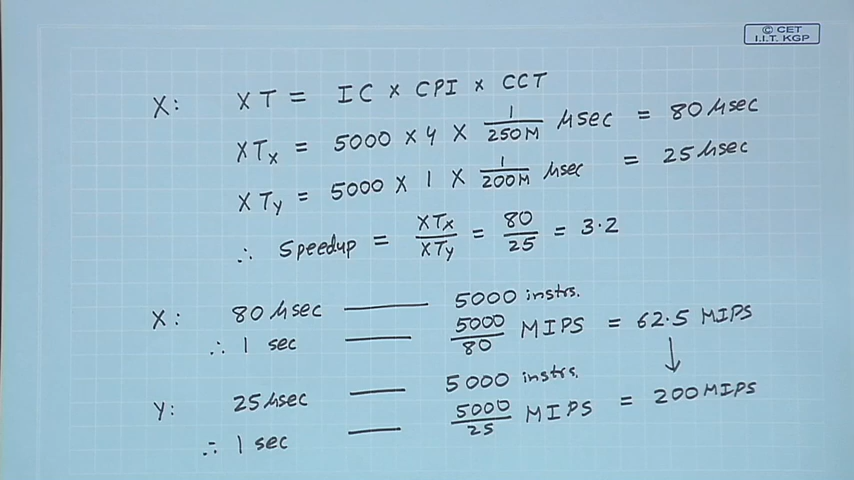 © CET
I.I.T. KGP
X: XT = IC × CPI × CCT
XTx = 5000 × 4 × 1/250M μsec = 80 μsec
XTy = 5000 × 1 × 1/200M μsec = 25 μsec
∴ Speedup = XTx/XTy = 80/25 = 3.2
X: 80 μsec — 5000 instrs.
∴ 1 sec — 5000/80 MIPS = 62.5 MIPS
↓
Y: 25 μsec — 5000 instrs.
∴ 1 sec — 5000/25 MIPS = 200 MIPS